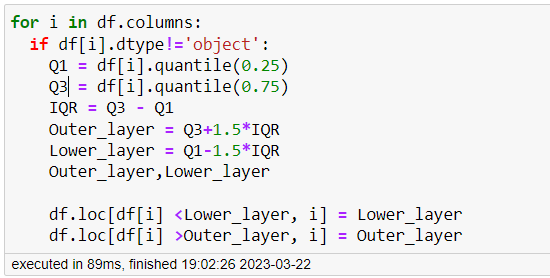 for i in df.columns:
  if df[i].dtype!='object':
    Q1 = df[i].quantile(0.25)
    Q3 = df[i].quantile(0.75)
    IQR = Q3 - Q1
    Outer_layer = Q3+1.5*IQR
    Lower_layer = Q1-1.5*IQR
    Outer_layer,Lower_layer
    df.loc[df[i] <Lower_layer, i] = Lower_layer
    df.loc[df[i] >Outer_layer, i] = Outer_layer
executed in 89ms, finished 19:02:26 2023-03-22